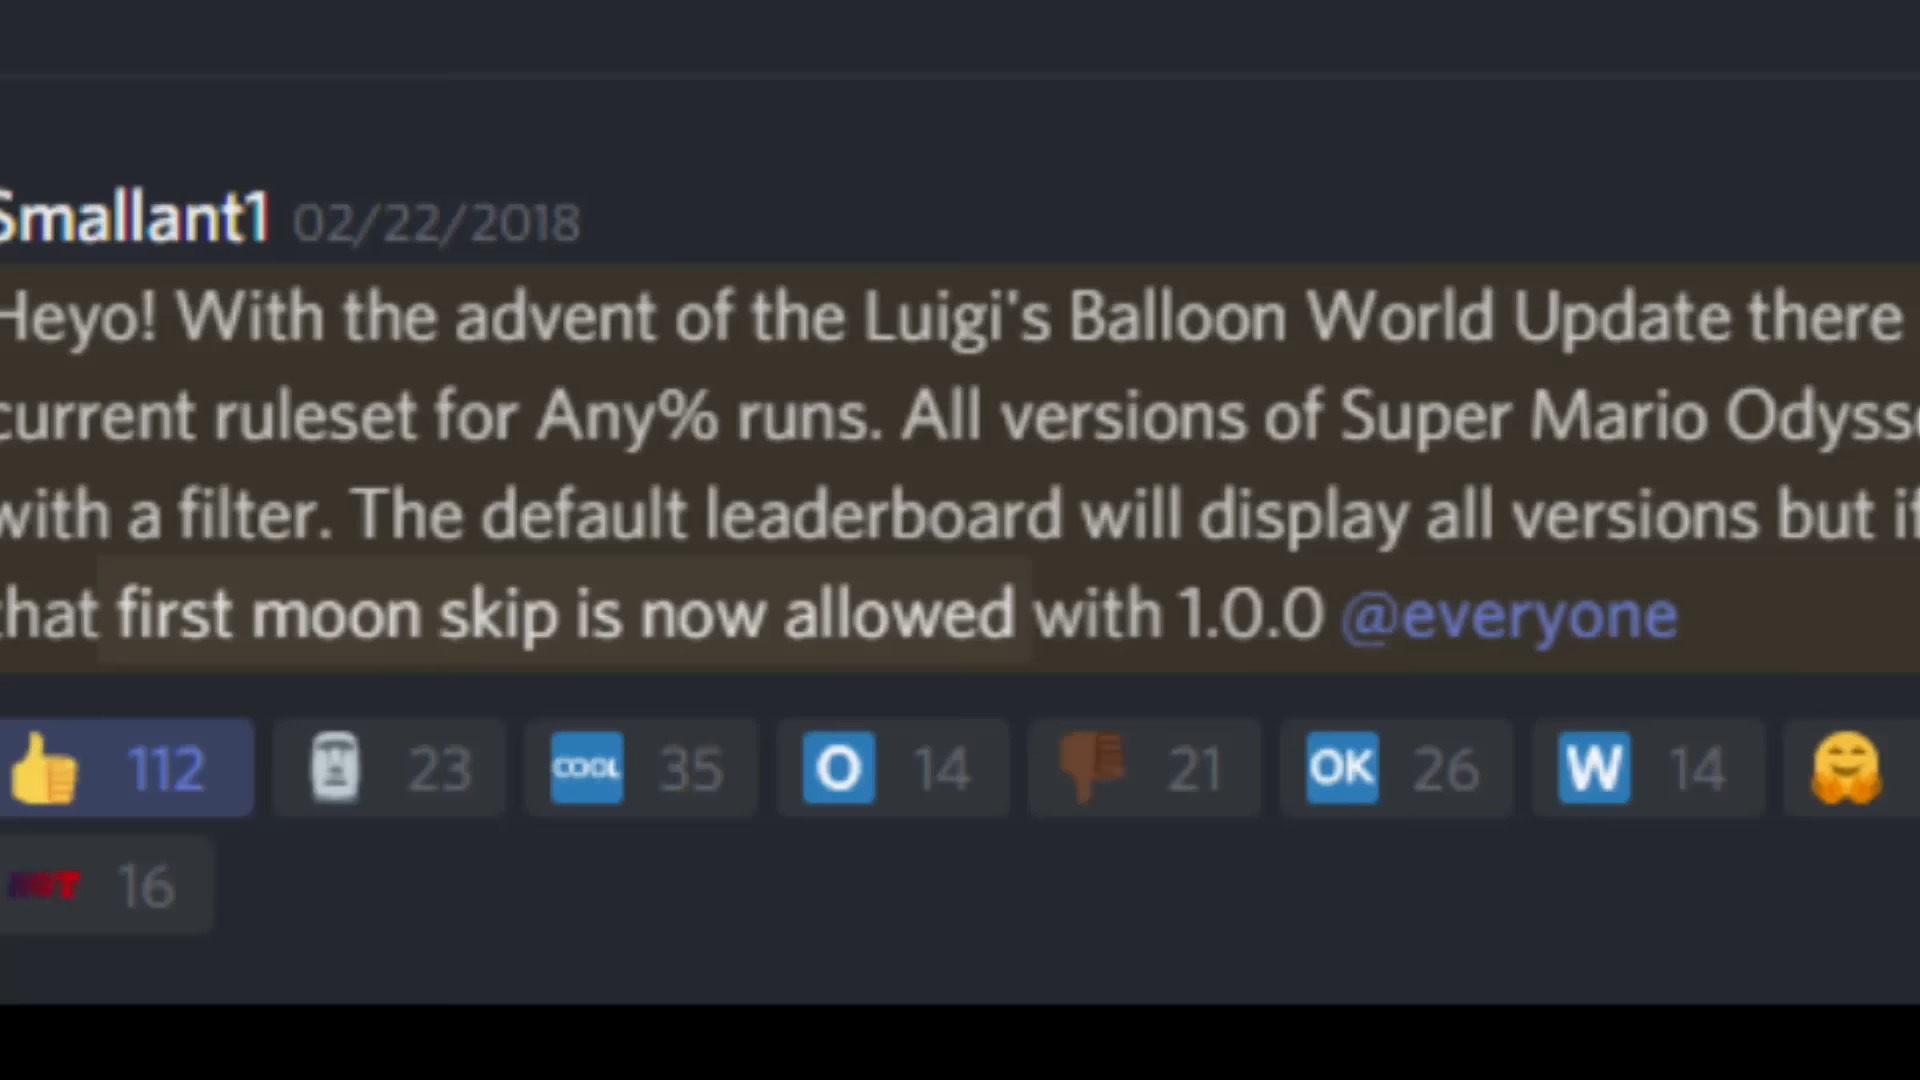 Smallant1 02/22/2018
Heyo! With the advent of the Luigi's Balloon World Update there
current ruleset for Any% runs. All versions of Super Mario Odysse
with a filter. The default leaderboard will display all versions but if
that first moon skip is now allowed with 1.0.0 @everyone
112 23 COOL 35 O 14 21 OK 26 W 14
NOT 16